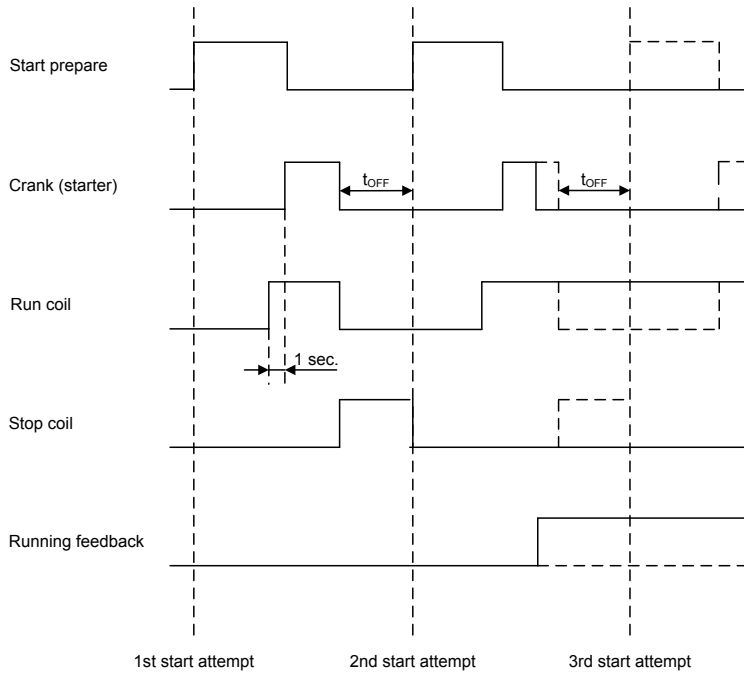 Start prepare
Crank (starter)
tOFF
tOFF
Run coil
1 sec.
Stop coil
Running feedback
1st start attempt
2nd start attempt
3rd start attempt